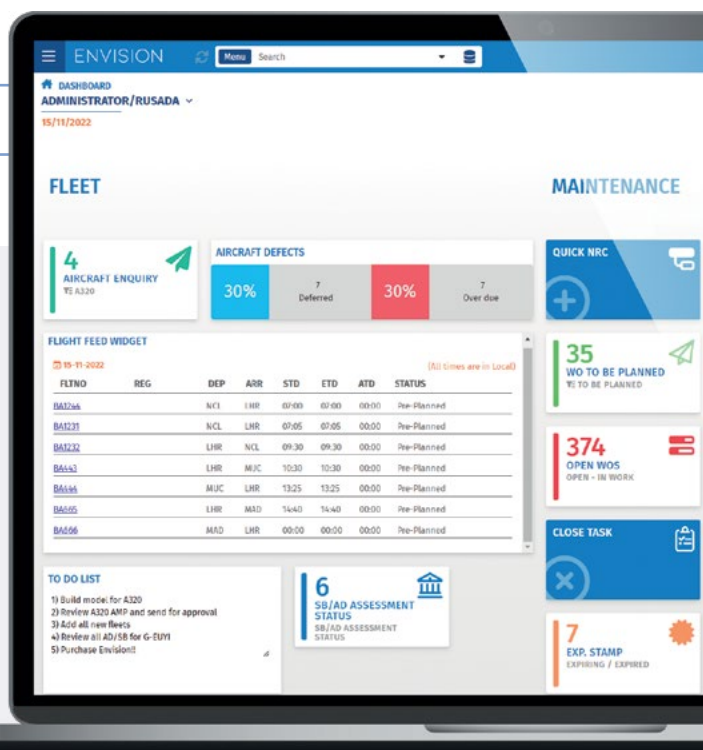 ENVISION
Menu Search
DASHBOARD
ADMINISTRATOR/RUSADA
15/11/2022
FLEET
MAINTENANCE
4
AIRCRAFT ENQUIRY
A320
AIRCRAFT DEFECTS
30%
7
Deferred
30%
7
Over due
QUICK NRC
FLIGHT FEED WIDGET
15-11-2022 (All times are in Local)
FLTNO REG DEP ARR STD ETD ATD STATUS
BA1244 NCL LHR 07:00 07:00 00:00 Pre-Planned
BA1231 NCL LHR 07:05 07:05 00:00 Pre-Planned
BA1232 LHR NCL 09:30 09:30 00:00 Pre-Planned
LHR MUC 10:30 10:30 00:00 Pre-Planned
MUC LHR 13:25 13:25 00:00 Pre-Planned
LHR MAD 14:40 14:40 00:00 Pre-Planned
MAD LHR 00:00 00:00 00:00 Pre-Planned
35
WO TO BE PLANNED
TO BE PLANNED
374
OPEN WOS
OPEN - IN WORK
CLOSE TASK
TO DO LIST
1) Build model for A320
2) Review A320 AMP and send for approval
3) Add all new fleets
4) Review all AD/SB for G-EUYI
5) Purchase Envision!!
6
SB/AD ASSESSMENT
STATUS
SB/AD ASSESSMENT
STATUS
7
EXP. STAMP
EXPIRING / EXPIRED